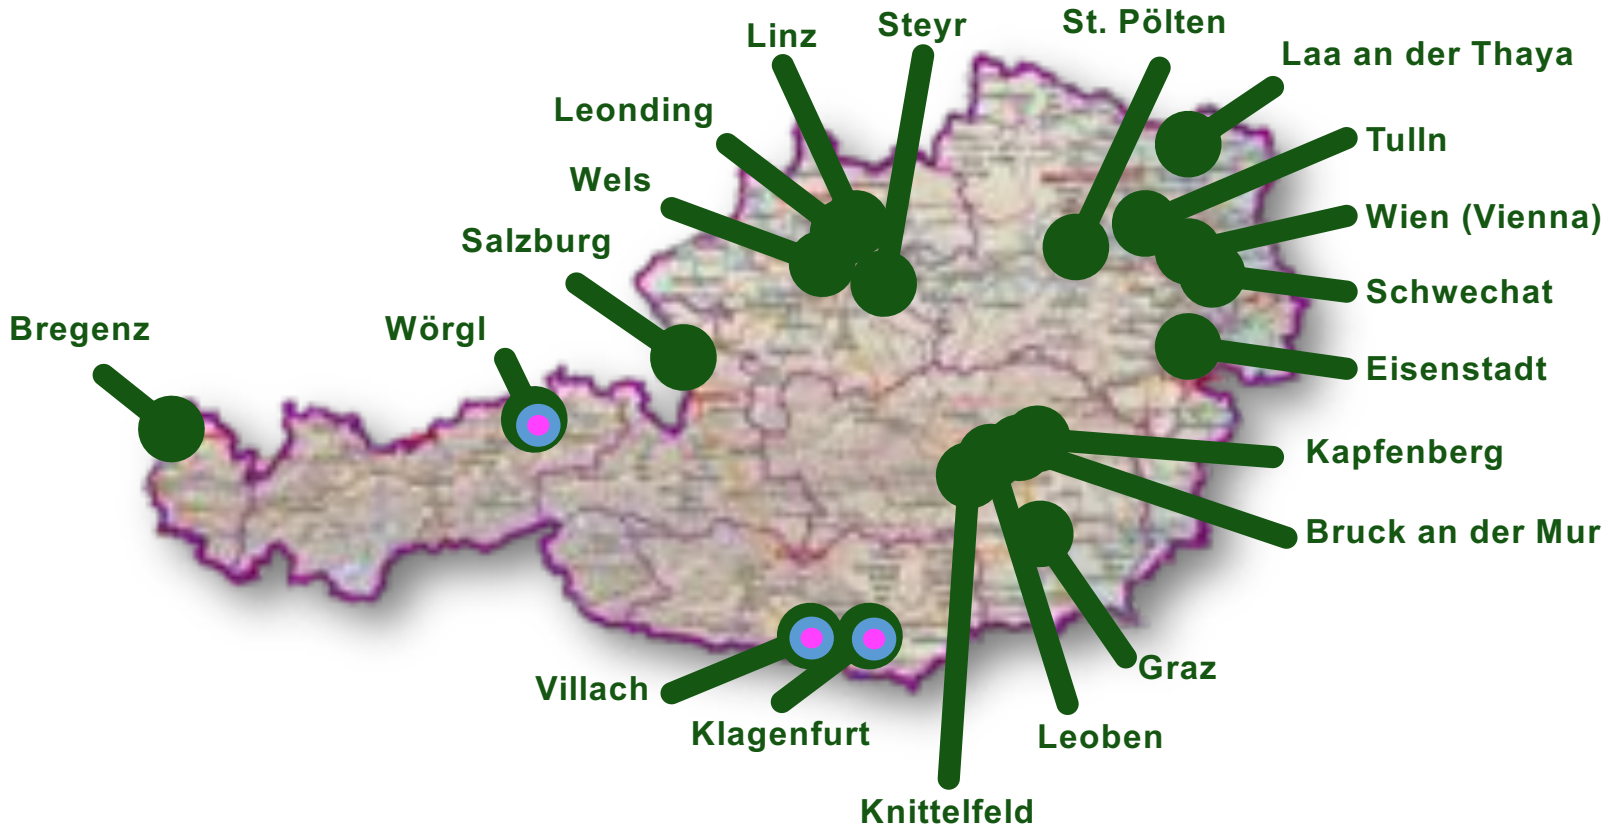 Steyr
St. Pölten
Linz
Laa an der Thaya
Leonding
Tulln
Wels
Wien (Vienna)
Salzburg
Schwechat
Bregenz
Wörgl
Eisenstadt
Kapfenberg
Bruck an der Mur
Graz
Villach
Klagenfurt
Leoben
Knittelfeld